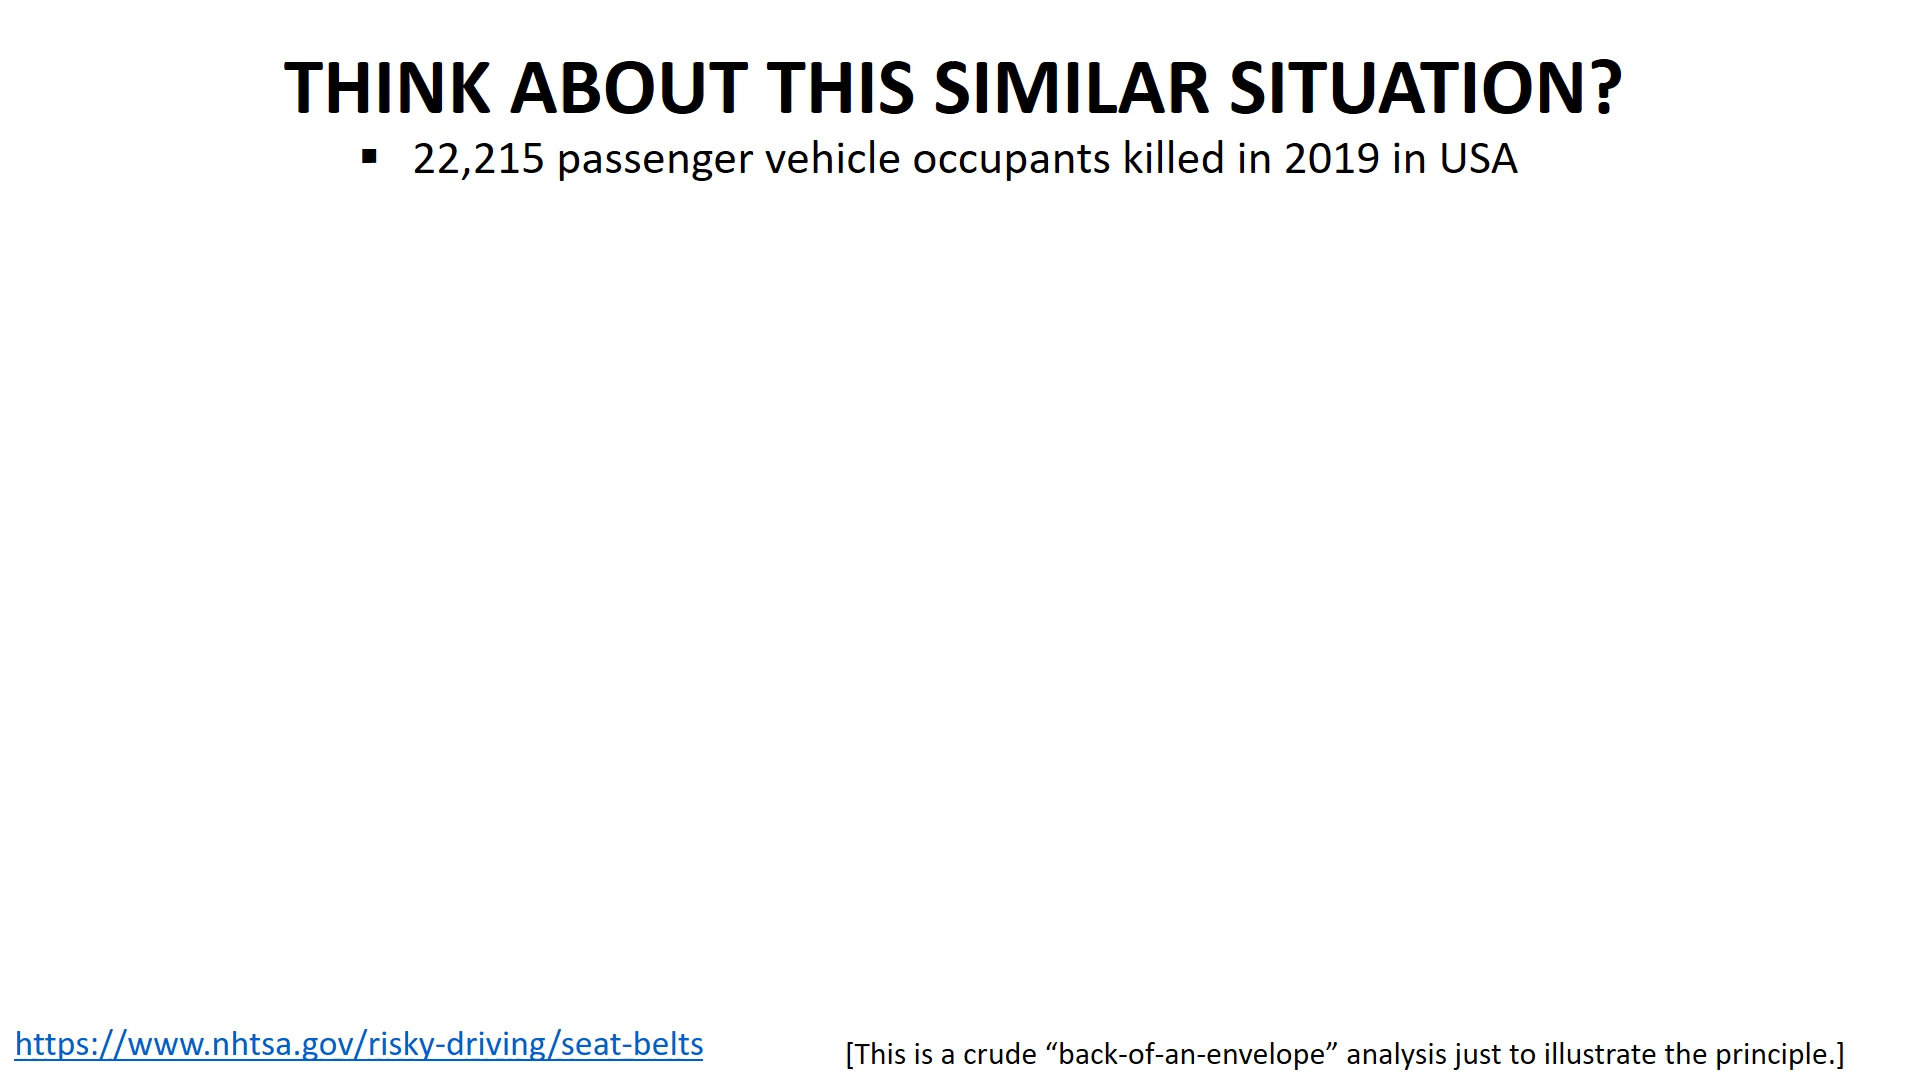 THINK ABOUT THIS SIMILAR SITUATION?
▪ 22,215 passenger vehicle occupants killed in 2019 in USA
https://www.nhtsa.gov/risky-driving/seat-belts
[This is a crude “back-of-an-envelope” analysis just to illustrate the principle.]